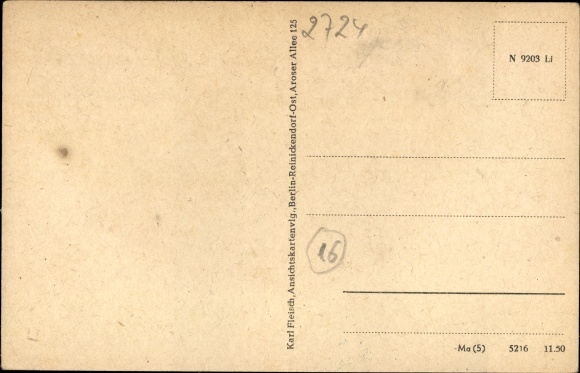 2724
N 9203 Li
Karl Fleisch, Ansichtskartenvlg., Berlin-Reinickendorf-Ost, Aroser Allee 125
16
Ma (5) 5216 11.50